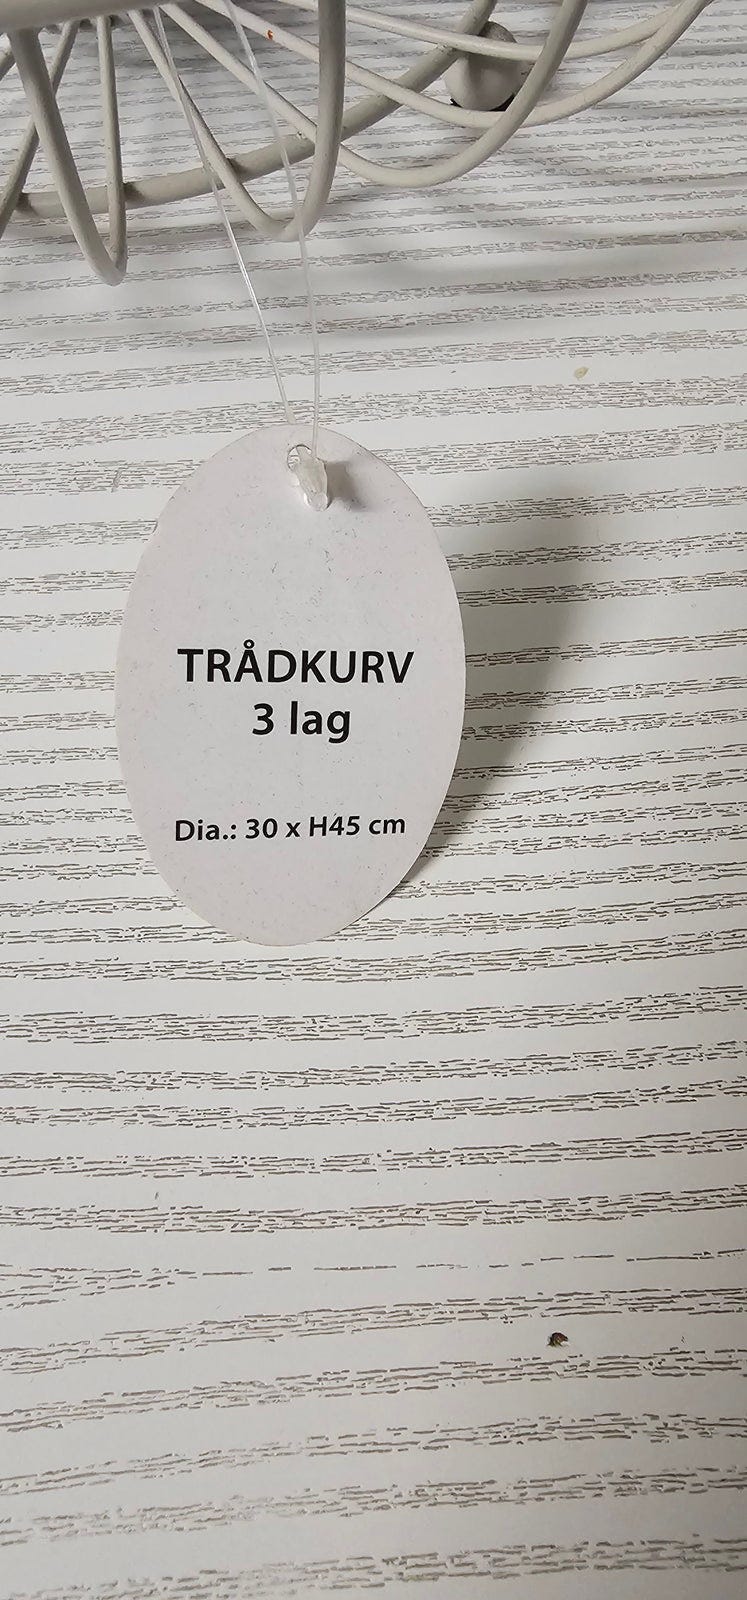 TRÅDKURV
3 lag
Dia.: 30 x H45 cm